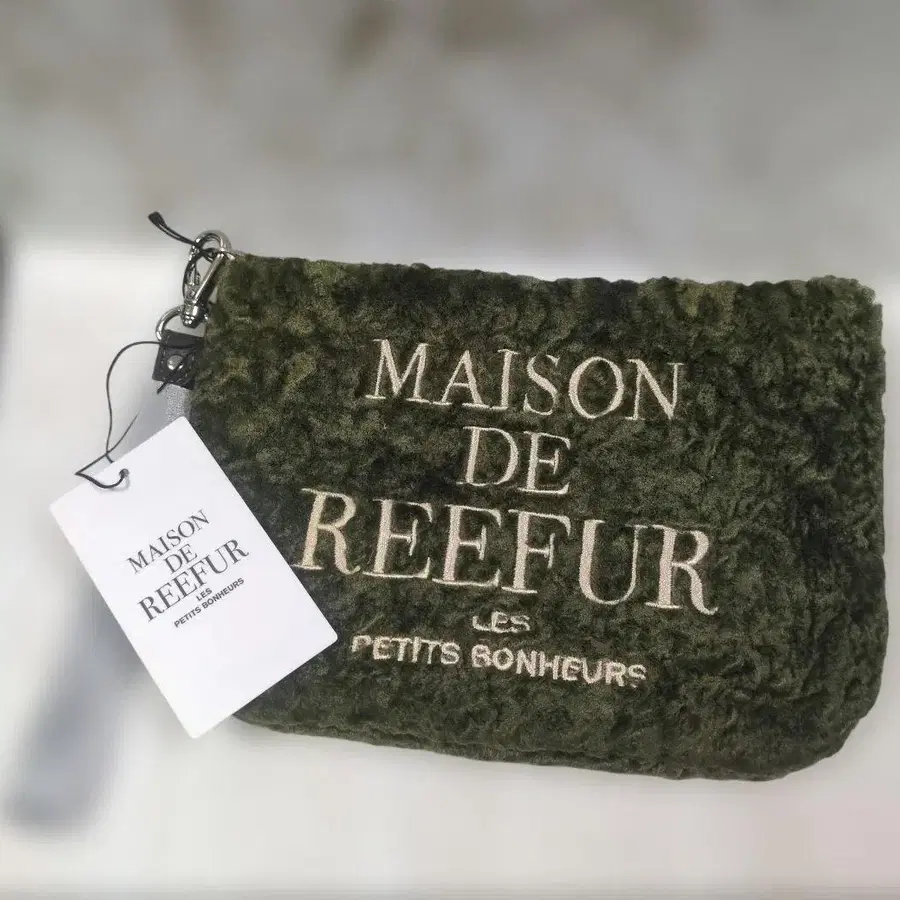 MAISON
DE
REEFUR
LES
PETITS BONHEURS
MAISON
DE
REEFUR
LES
PETITS BONHEURS